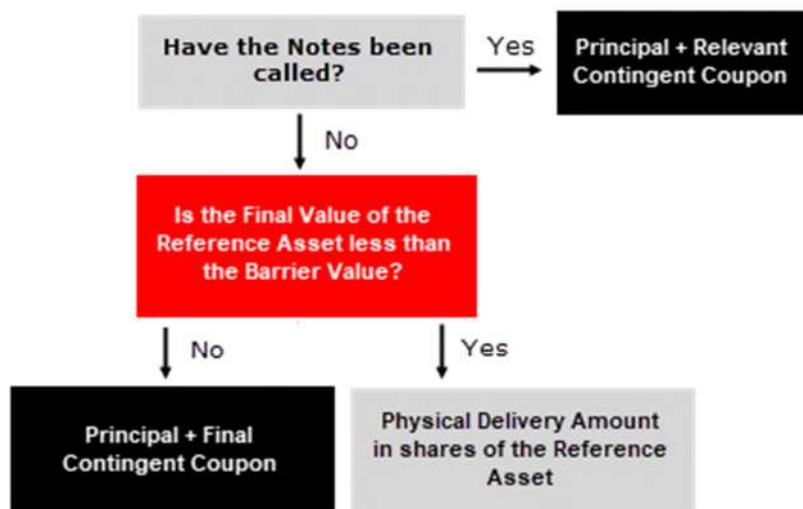 Have the Notes been
called?
Yes
Principal + Relevant
Contingent Coupon
No
Is the Final Value of the
Reference Asset less than
the Barrier Value?
No
Yes
Principal + Final
Contingent Coupon
Physical Delivery Amount
in shares of the Reference
Asset